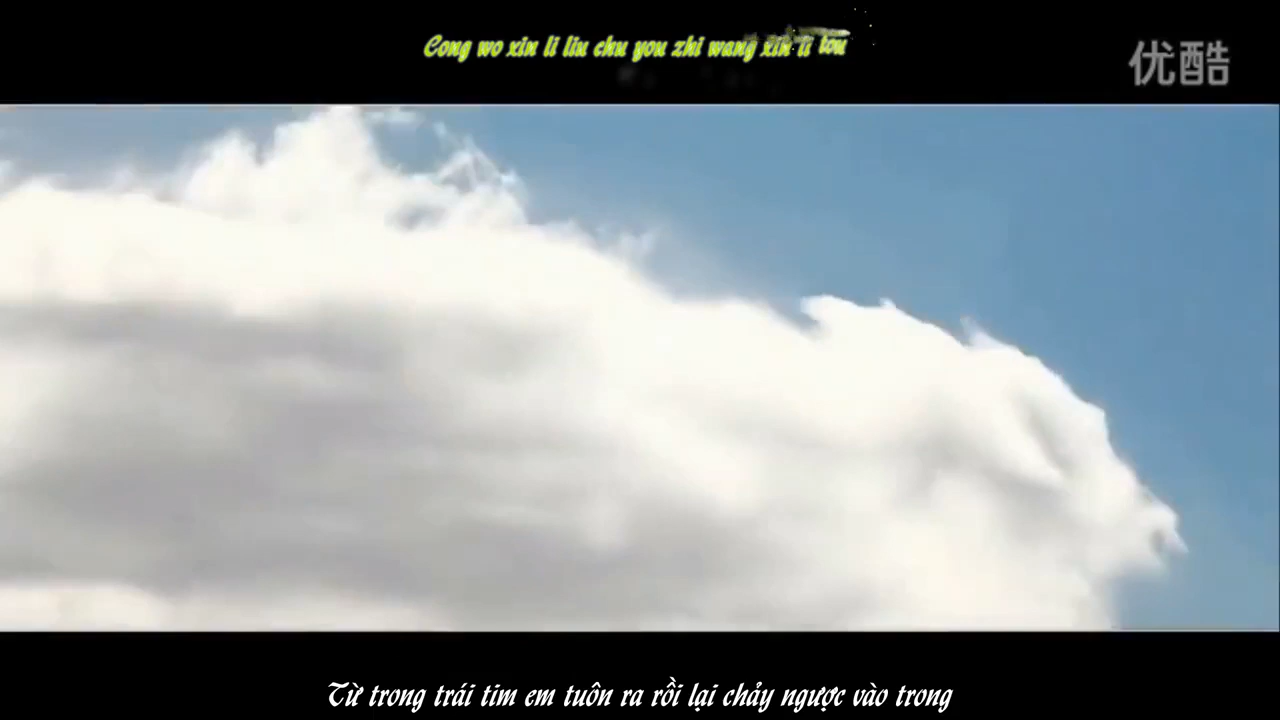 Cong wo xin li liu chu you zhi wang xin li tou
优酷
Từ trong trái tim em tuôn ra rồi lại chảy ngược vào trong